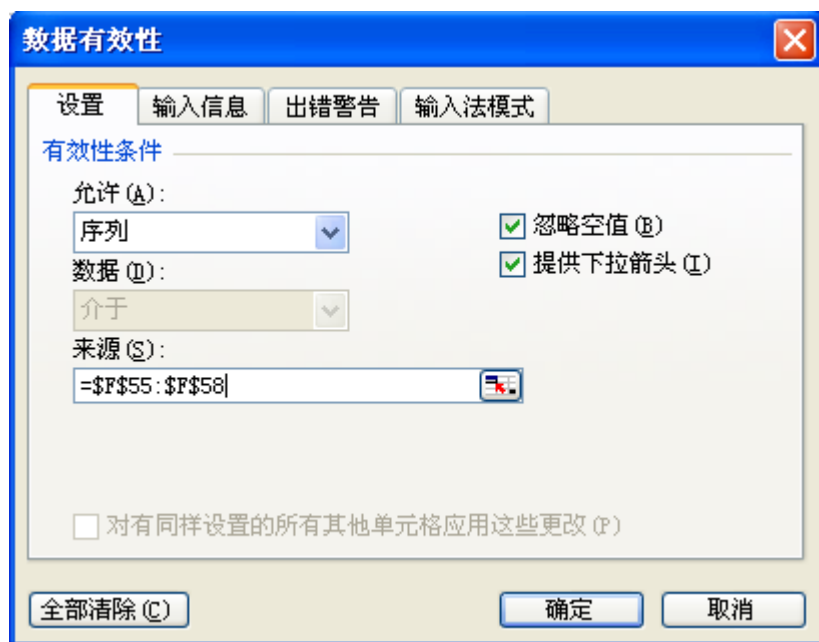 数据有效性
设置 输入信息 出错警告 输入法模式
有效性条件
允许(A):
序列
忽略空值(B)
数据(D):
提供下拉箭头(I)
介于
来源(S):
=$F$55:$F$58
对有同样设置的所有其他单元格应用这些更改(P)
全部清除(C) 确定 取消